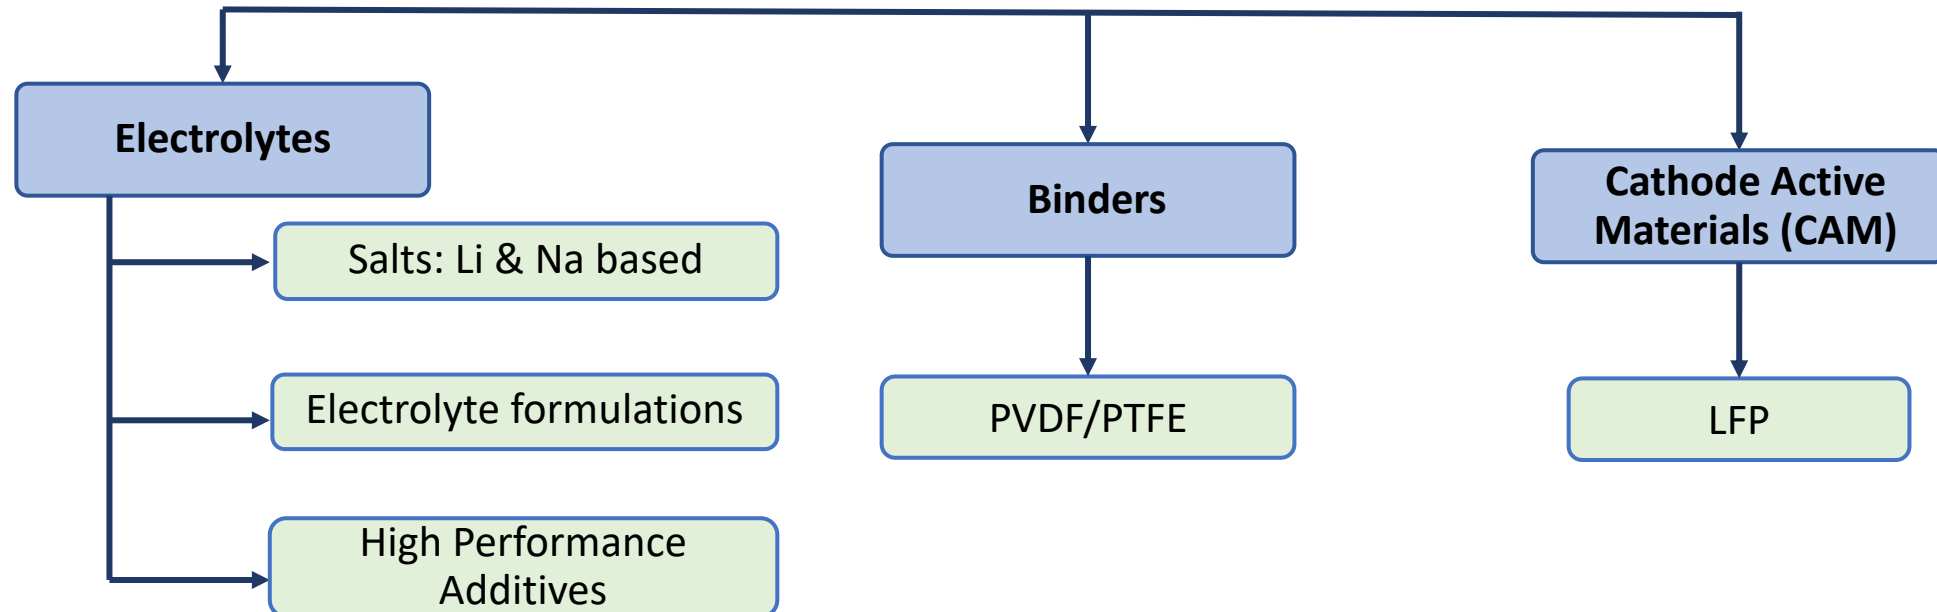 Electrolytes
Salts: Li & Na based
Electrolyte formulations
High Performance
Additives
Binders
PVDF/PTFE
Cathode Active
Materials (CAM)
LFP